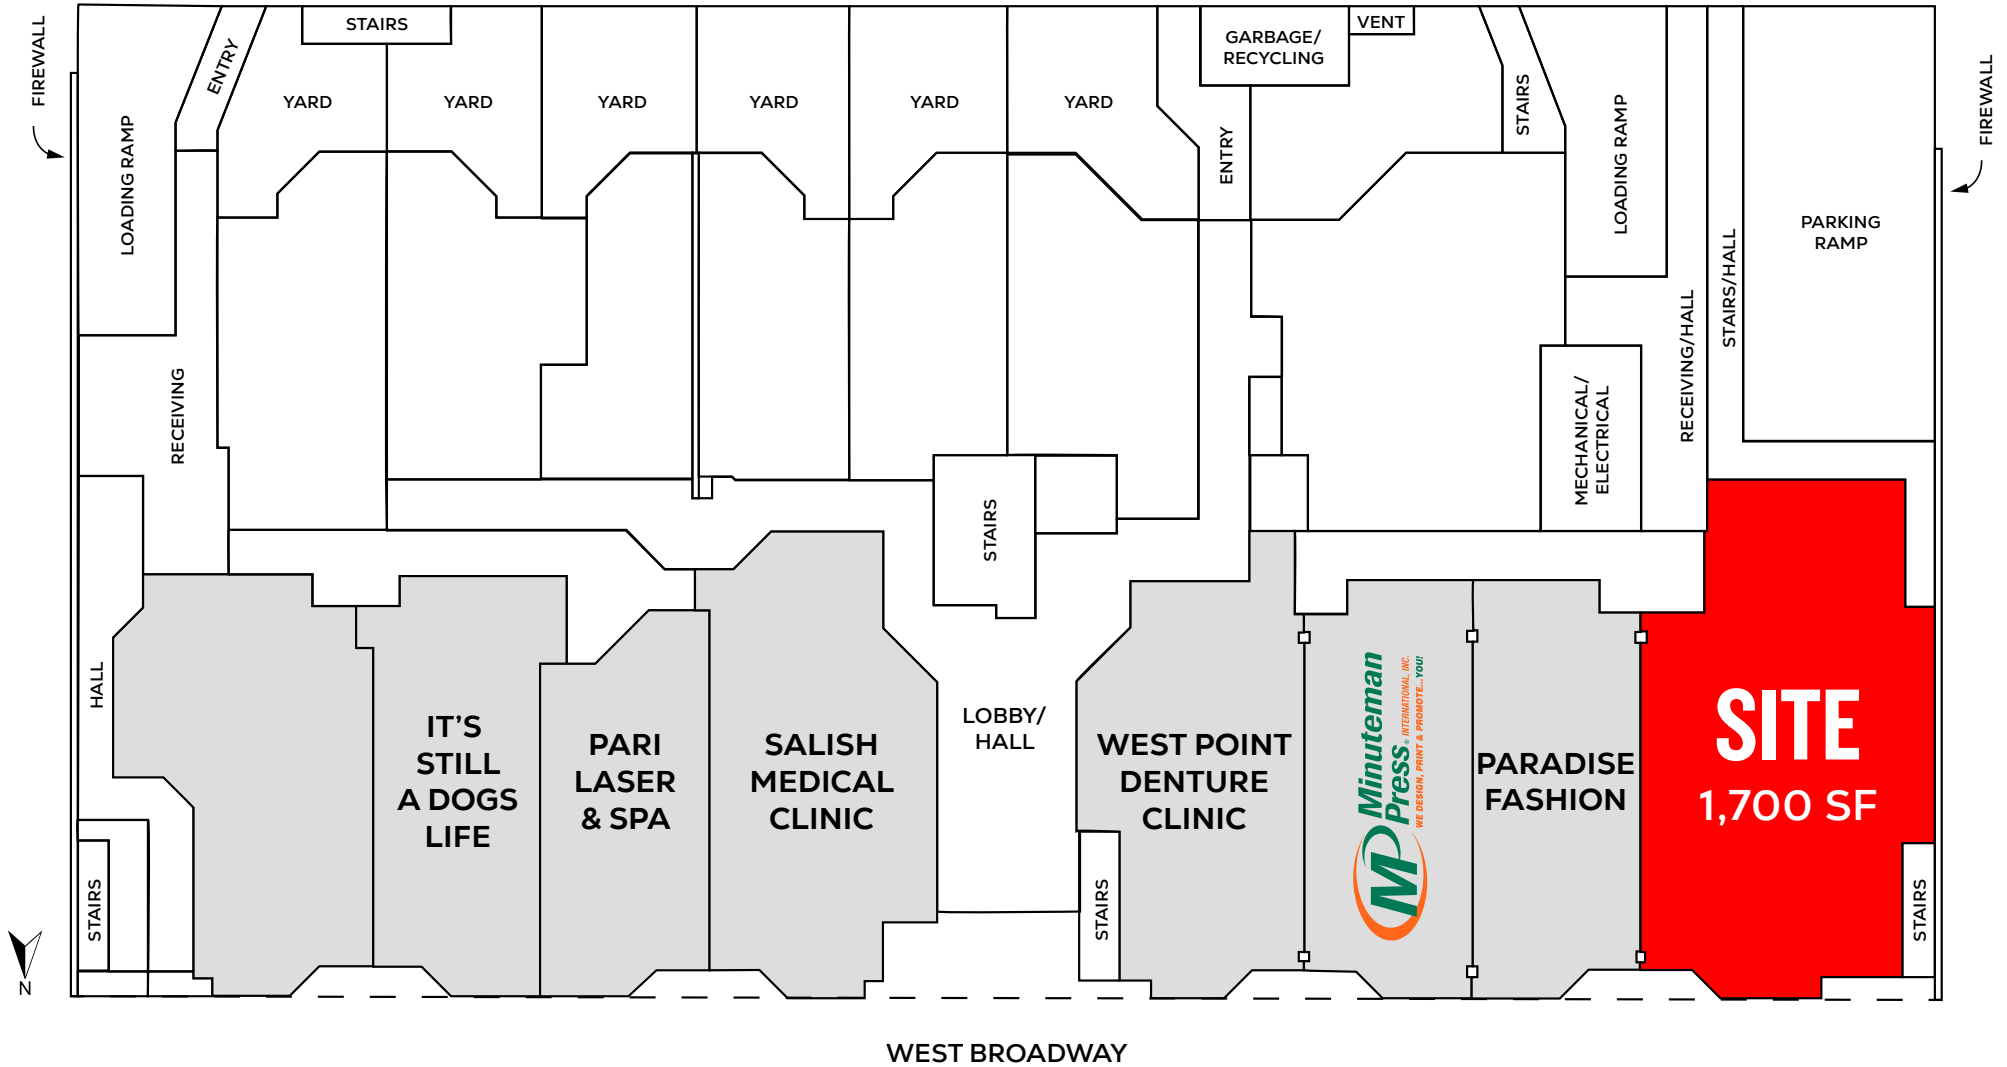 FIREWALL
ENTRY
STAIRS
GARBAGE/
RECYCLING
VENT
STAIRS
FIREWALL
YARD
YARD
YARD
YARD
YARD
YARD
LOADING RAMP
ENTRY
LOADING RAMP
STAIRS/HALL
PARKING
RAMP
RECEIVING
RECEIVING/HALL
MECHANICAL/
ELECTRICAL
STAIRS
HALL
IT’S
STILL
A DOGS
LIFE
PARI
LASER
& SPA
SALISH
MEDICAL
CLINIC
LOBBY/
HALL
WEST POINT
DENTURE
CLINIC
MP
Minuteman
Press® INTERNATIONAL, INC.
WE DESIGN, PRINT & PROMOTE...YOU!
PARADISE
FASHION
SITE
1,700 SF
STAIRS
STAIRS
STAIRS
N
WEST BROADWAY